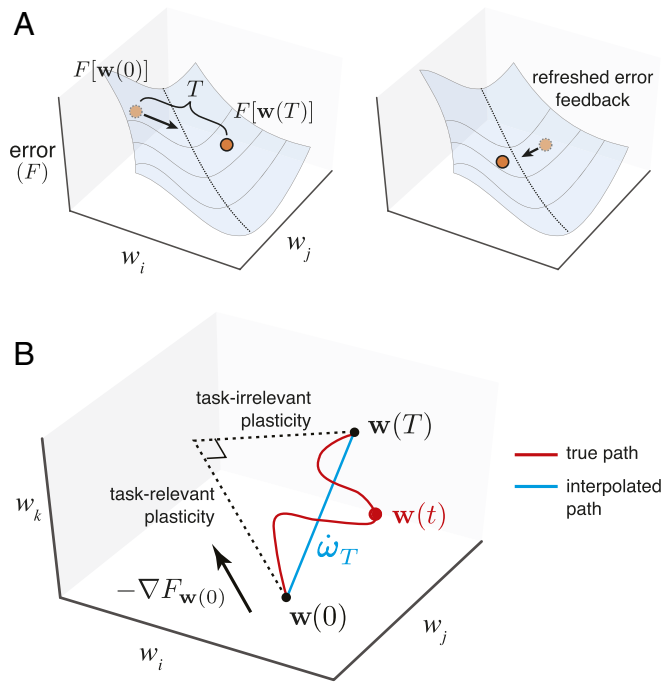 A
F[w(0)]
T
F[w(T)]
error
(F)
w_i
w_j
refreshed error
feedback
B
task-irrelevant
plasticity
w(T)
task-relevant
plasticity
w_k
w(t)
ω̇_T
−∇F_w(0)
w(0)
w_i
w_j
true path
interpolated
path